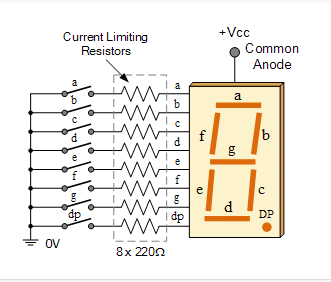 Current Limiting
Resistors
+Vcc
Common
Anode
a
b
c
d
e
f
g
dp
a
b
c
d
e
f
g
dp
a
f
b
g
e
c
d
DP
0V
8 x 220Ω